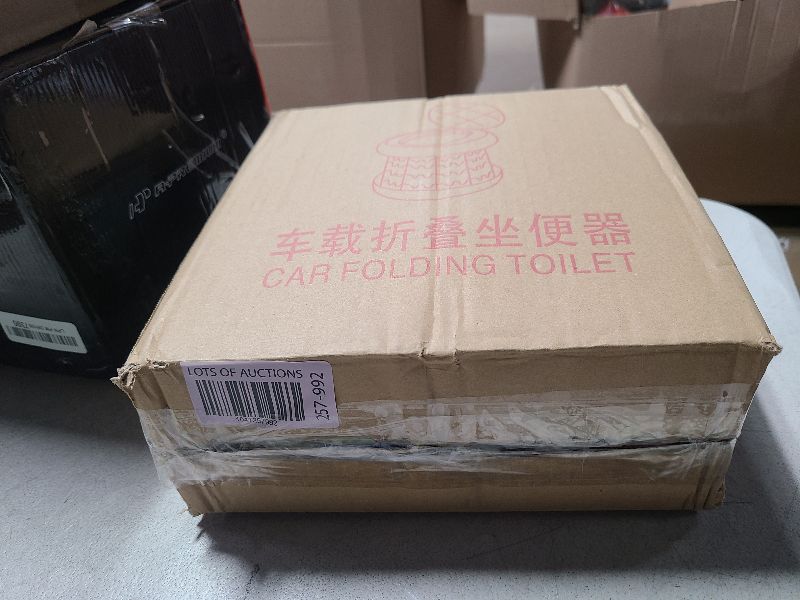 车载折叠坐便器
CAR FOLDING TOILET
LOTS OF AUCTIONS
257-992